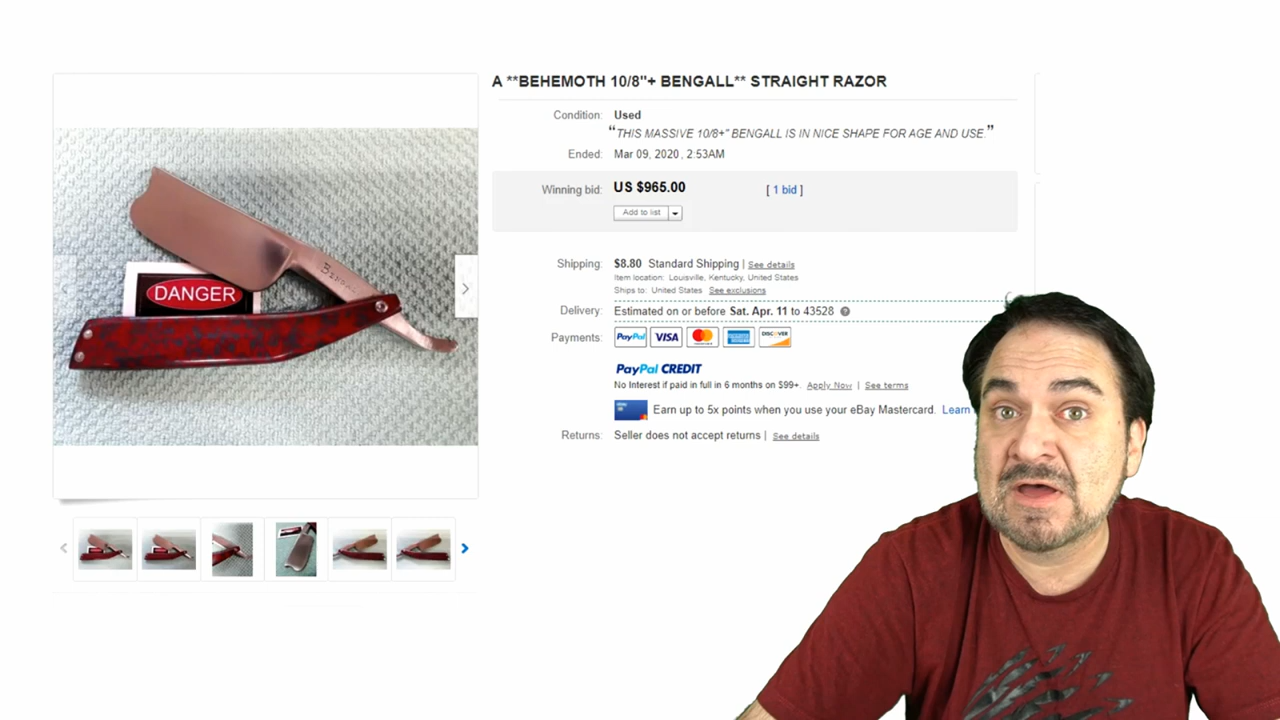 A **BEHEMOTH 10/8"+ BENGALL** STRAIGHT RAZOR
Condition: Used
“THIS MASSIVE 10/8+" BENGALL IS IN NICE SHAPE FOR AGE AND USE.”
Ended: Mar 09, 2020 , 2:53AM
Winning bid: US $965.00 [ 1 bid ]
Add to list
Shipping: $8.80 Standard Shipping | See details
Item location: Louisville, Kentucky, United States
Ships to: United States See exclusions
Delivery: Estimated on or before Sat. Apr. 11 to 43528 ?
Payments: PayPal VISA MasterCard DISCOVER
PayPal CREDIT
No Interest if paid in full in 6 months on $99+. Apply Now | See terms
Earn up to 5x points when you use your eBay Mastercard. Learn
Returns: Seller does not accept returns | See details
DANGER